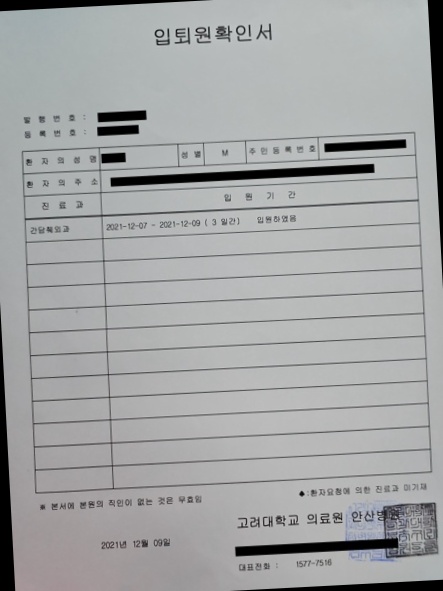 입퇴원확인서
발 행 번 호 :
등 록 번 호 :
환 자 의 성 명 성 별 M 주 민 등 록 번 호
환 자 의 주 소
진 료 과 입 원 기 간
간담췌외과 2021-12-07 - 2021-12-09 ( 3 일간) 입원하였음
◆:환자요청에 의한 진료과 미기재
※ 본서에 본원의 직인이 없는 것은 무효임
고려대학교 의료원 안산병원
2021년 12월 09일
대표전화 : 1577-7516